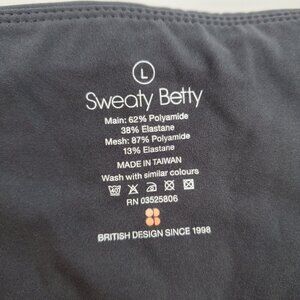 L
Sweaty Betty
Main: 62% Polyamide
38% Elastane
Mesh: 87% Polyamide
13% Elastane
MADE IN TAIWAN
Wash with similar colours
RN 03525806
BRITISH DESIGN SINCE 1998